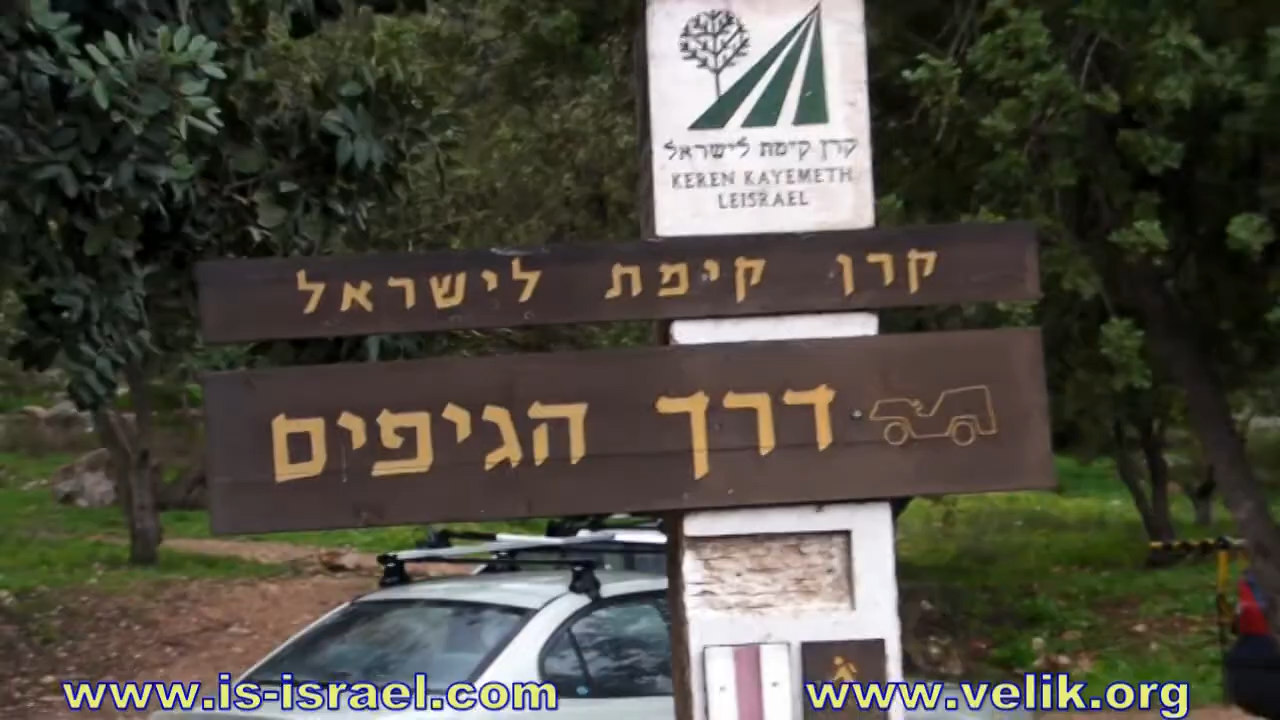 קרן קימת לישראל
KEREN KAYEMETH
LEISRAEL
קרן קימת לישראל
דרך הגיפים
www.is-israel.com
www.velik.org